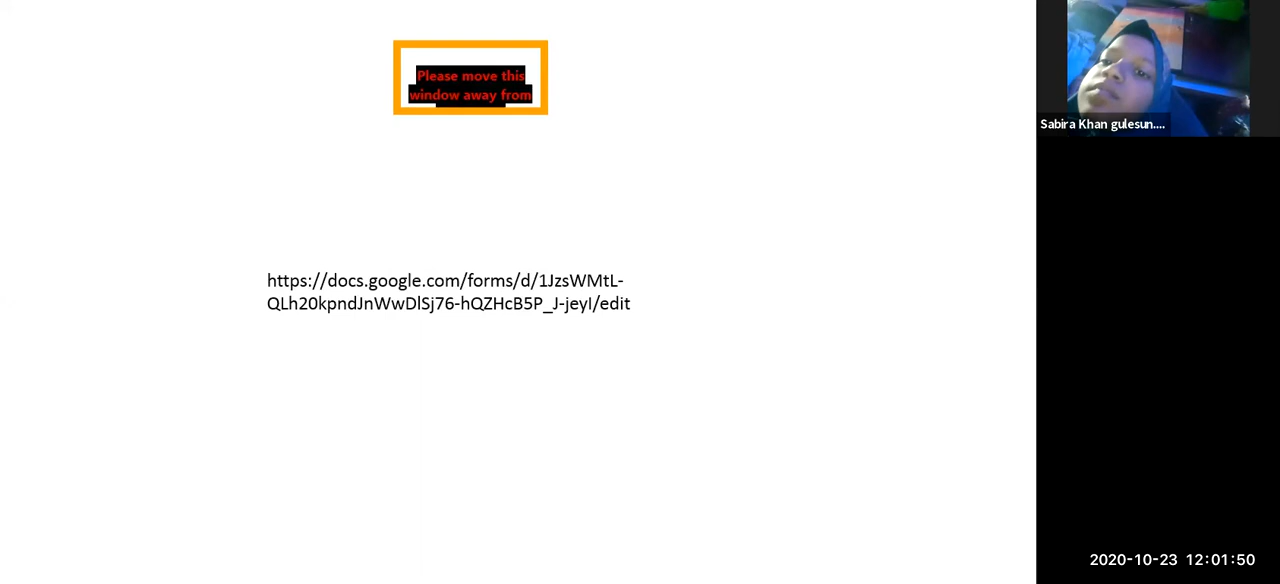 Please move this
window away from
https://docs.google.com/forms/d/1JzsWMtL-
QLh20kpndJnWwDlSj76-hQZHcB5P_J-jeyI/edit
Sabira Khan gulesun....
2020-10-23 12:01:50